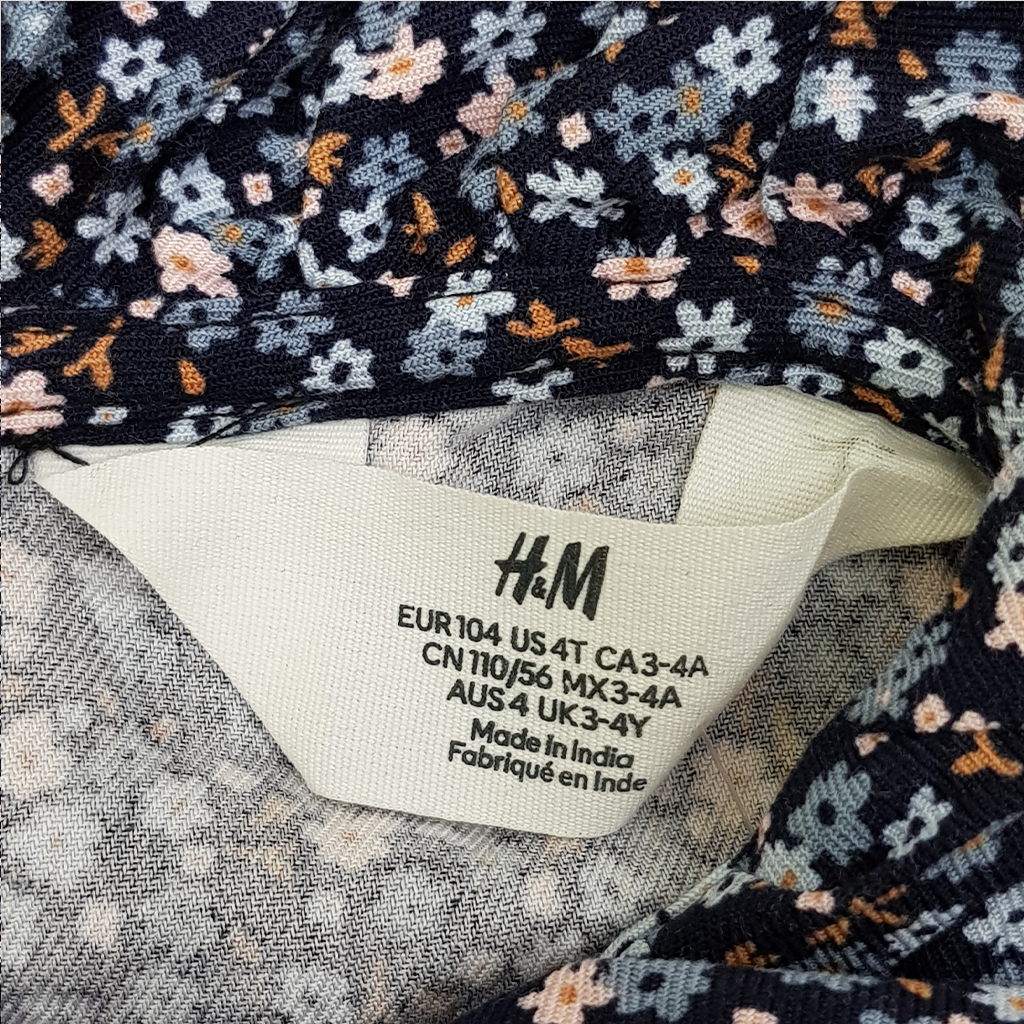 H&M
EUR 104 US 4T CA 3-4A
CN 110/56 MX 3-4A
AUS 4 UK 3-4Y
Made in India
Fabriqué en Inde